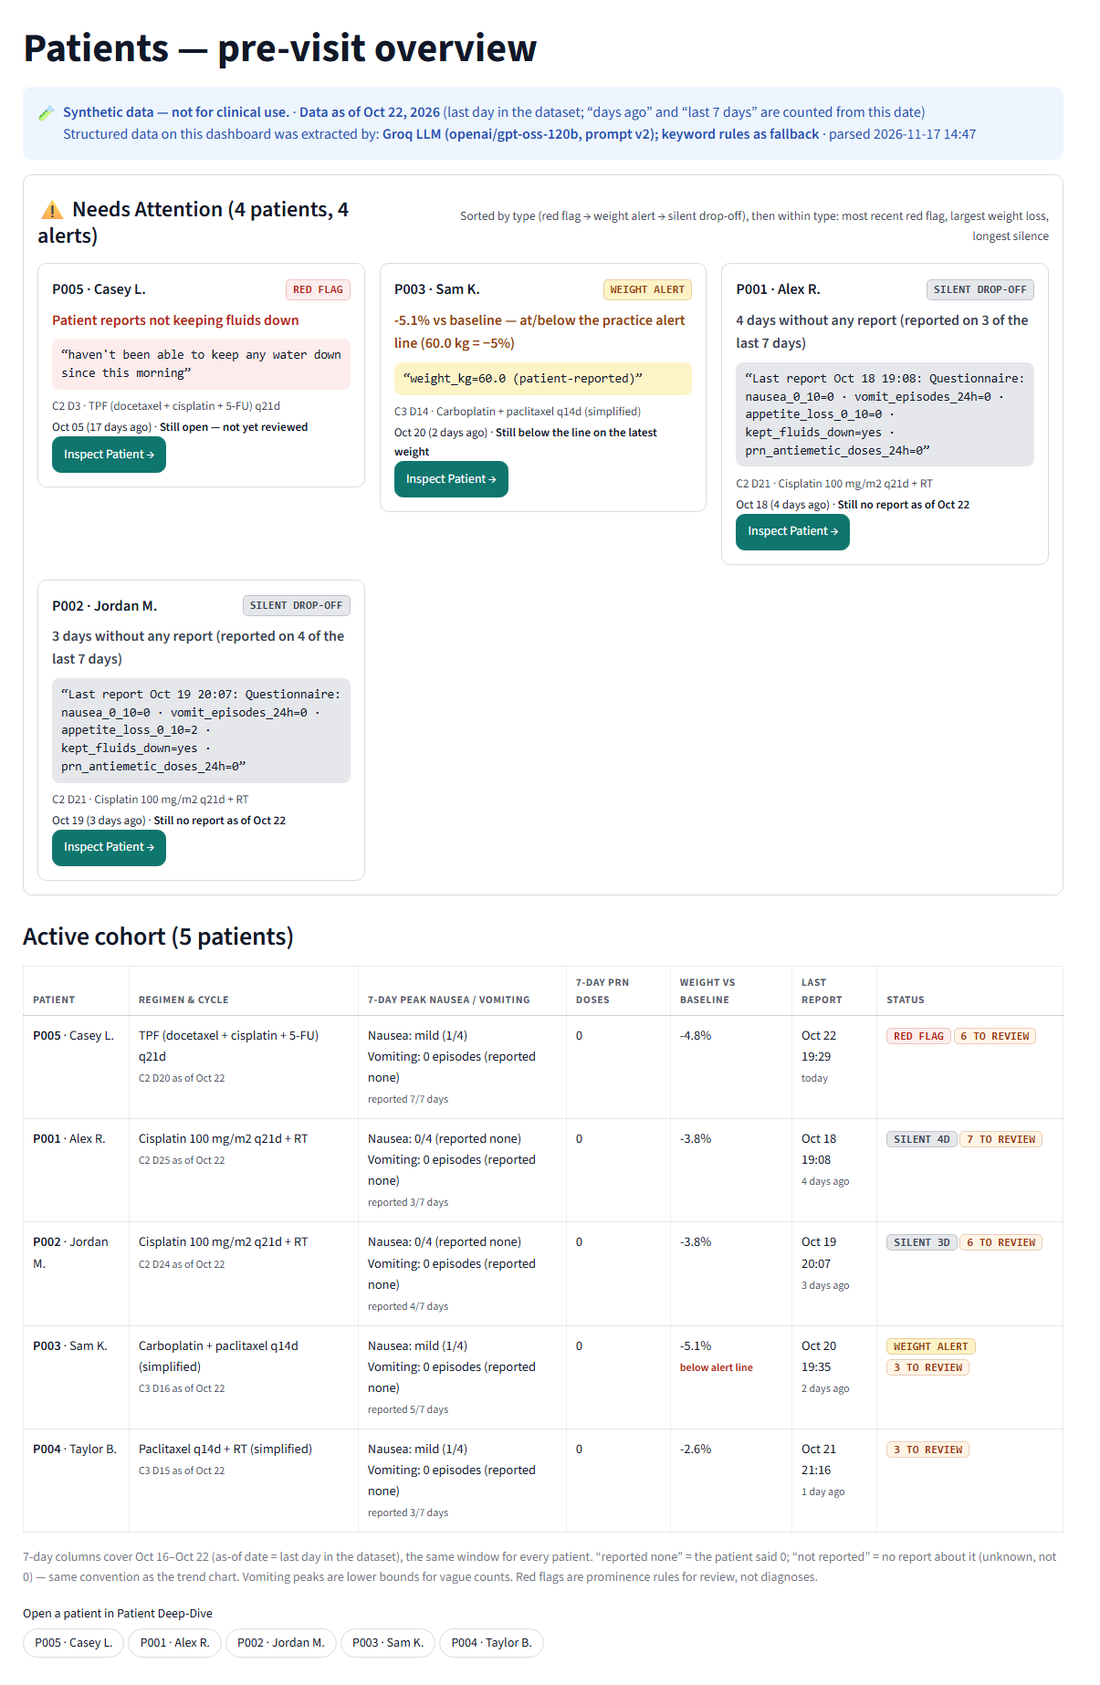 Patients — pre-visit overview
Synthetic data — not for clinical use. · Data as of Oct 22, 2026 (last day in the dataset; “days ago” and “last 7 days” are counted from this date)
Structured data on this dashboard was extracted by: Groq LLM (openai/gpt-oss-120b, prompt v2); keyword rules as fallback · parsed 2026-11-17 14:47
Needs Attention (4 patients, 4
alerts)
Sorted by type (red flag → weight alert → silent drop-off), then within type: most recent red flag, largest weight loss,
longest silence
P005 · Casey L.
RED FLAG
Patient reports not keeping fluids down
“haven't been able to keep any water down
since this morning”
C2 D3 · TPF (docetaxel + cisplatin + 5-FU) q21d
Oct 05 (17 days ago) · Still open — not yet reviewed
Inspect Patient →
P003 · Sam K.
WEIGHT ALERT
-5.1% vs baseline — at/below the practice alert
line (60.0 kg = −5%)
“weight_kg=60.0 (patient-reported)”
C3 D14 · Carboplatin + paclitaxel q14d (simplified)
Oct 20 (2 days ago) · Still below the line on the latest
weight
Inspect Patient →
P001 · Alex R.
SILENT DROP-OFF
4 days without any report (reported on 3 of the
last 7 days)
“Last report Oct 18 19:08: Questionnaire:
nausea_0_10=0 · vomit_episodes_24h=0 ·
appetite_loss_0_10=0 ·
kept_fluids_down=yes ·
prn_antiemetic_doses_24h=0”
C2 D21 · Cisplatin 100 mg/m2 q21d + RT
Oct 18 (4 days ago) · Still no report as of Oct 22
Inspect Patient →
P002 · Jordan M.
SILENT DROP-OFF
3 days without any report (reported on 4 of the
last 7 days)
“Last report Oct 19 20:07: Questionnaire:
nausea_0_10=0 · vomit_episodes_24h=0 ·
appetite_loss_0_10=2 ·
kept_fluids_down=yes ·
prn_antiemetic_doses_24h=0”
C2 D21 · Cisplatin 100 mg/m2 q21d + RT
Oct 19 (3 days ago) · Still no report as of Oct 22
Inspect Patient →
Active cohort (5 patients)
PATIENT
REGIMEN & CYCLE
7-DAY PEAK NAUSEA / VOMITING
7-DAY PRN
DOSES
WEIGHT VS
BASELINE
LAST
REPORT
STATUS
P005 · Casey L.
TPF (docetaxel + cisplatin + 5-FU)
q21d
C2 D20 as of Oct 22
Nausea: mild (1/4)
Vomiting: 0 episodes (reported
none)
reported 7/7 days
0
-4.8%
Oct 22
19:29
today
RED FLAG
6 TO REVIEW
P001 · Alex R.
Cisplatin 100 mg/m2 q21d + RT
C2 D25 as of Oct 22
Nausea: 0/4 (reported none)
Vomiting: 0 episodes (reported
none)
reported 3/7 days
0
-3.8%
Oct 18
19:08
4 days ago
SILENT 4D
7 TO REVIEW
P002 · Jordan
M.
Cisplatin 100 mg/m2 q21d + RT
C2 D24 as of Oct 22
Nausea: 0/4 (reported none)
Vomiting: 0 episodes (reported
none)
reported 4/7 days
0
-3.8%
Oct 19
20:07
3 days ago
SILENT 3D
6 TO REVIEW
P003 · Sam K.
Carboplatin + paclitaxel q14d
(simplified)
C3 D16 as of Oct 22
Nausea: mild (1/4)
Vomiting: 0 episodes (reported
none)
reported 5/7 days
0
-5.1%
below alert line
Oct 20
19:35
2 days ago
WEIGHT ALERT
3 TO REVIEW
P004 · Taylor B.
Paclitaxel q14d + RT (simplified)
C3 D15 as of Oct 22
Nausea: mild (1/4)
Vomiting: 0 episodes (reported
none)
reported 3/7 days
0
-2.6%
Oct 21
21:16
1 day ago
3 TO REVIEW
7-day columns cover Oct 16–Oct 22 (as-of date = last day in the dataset), the same window for every patient. “reported none” = the patient said 0; “not reported” = no report about it (unknown, not
0) — same convention as the trend chart. Vomiting peaks are lower bounds for vague counts. Red flags are prominence rules for review, not diagnoses.
Open a patient in Patient Deep-Dive
P005 · Casey L.
P001 · Alex R.
P002 · Jordan M.
P003 · Sam K.
P004 · Taylor B.